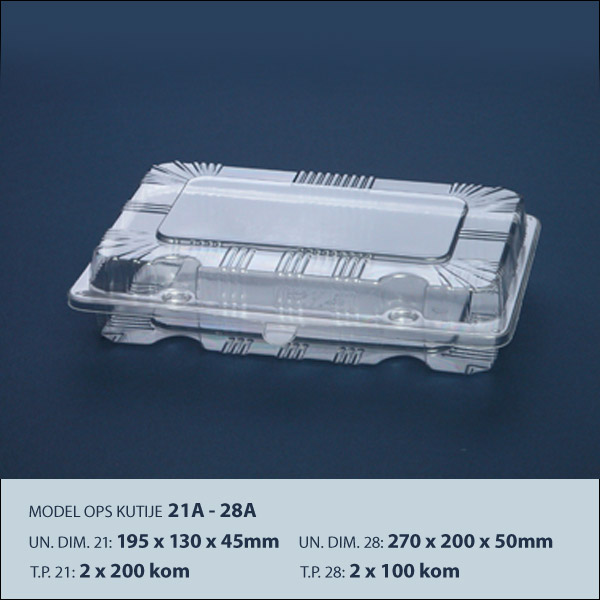 MODEL OPS KUTIJE 21A - 28A
UN. DIM. 21: 195 x 130 x 45mm UN. DIM. 28: 270 x 200 x 50mm
T.P. 21: 2 x 200 kom T.P. 28: 2 x 100 kom